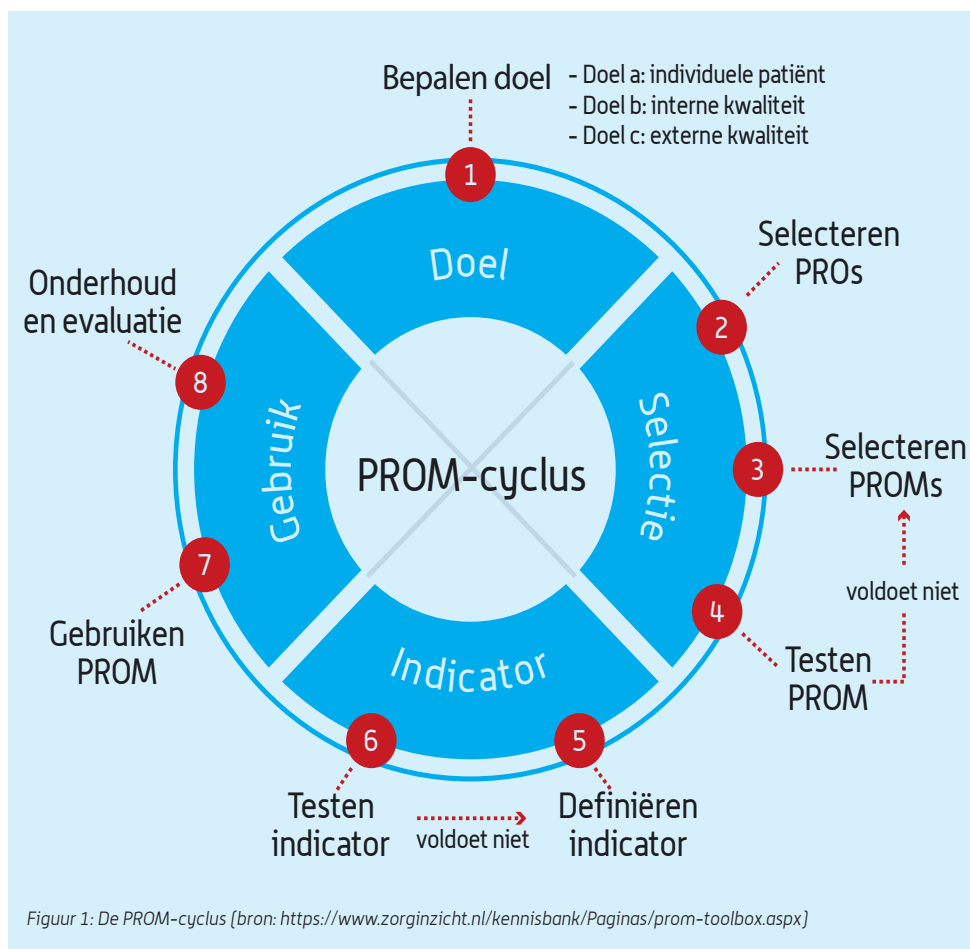 Bepalen doel
- Doel a: individuele patiënt
- Doel b: interne kwaliteit
- Doel c: externe kwaliteit
1
Doel
Selecteren
PROs
2
Selectie
3
Selecteren
PROMs
voldoet niet
4
Testen
PROM
5
Definiëren
indicator
Indicator
voldoet niet
6
Testen
indicator
7
Gebruiken
PROM
Gebruik
8
Onderhoud
en evaluatie
PROM-cyclus
Figuur 1: De PROM-cyclus (bron: https://www.zorginzicht.nl/kennisbank/Paginas/prom-toolbox.aspx)